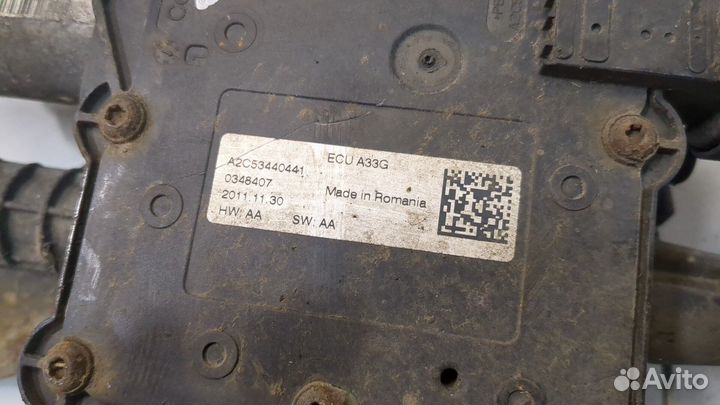 A2C53440441 ECU A33G
0348407
2011.11.30 Made in Romania
HW: AA SW: AA
Avito